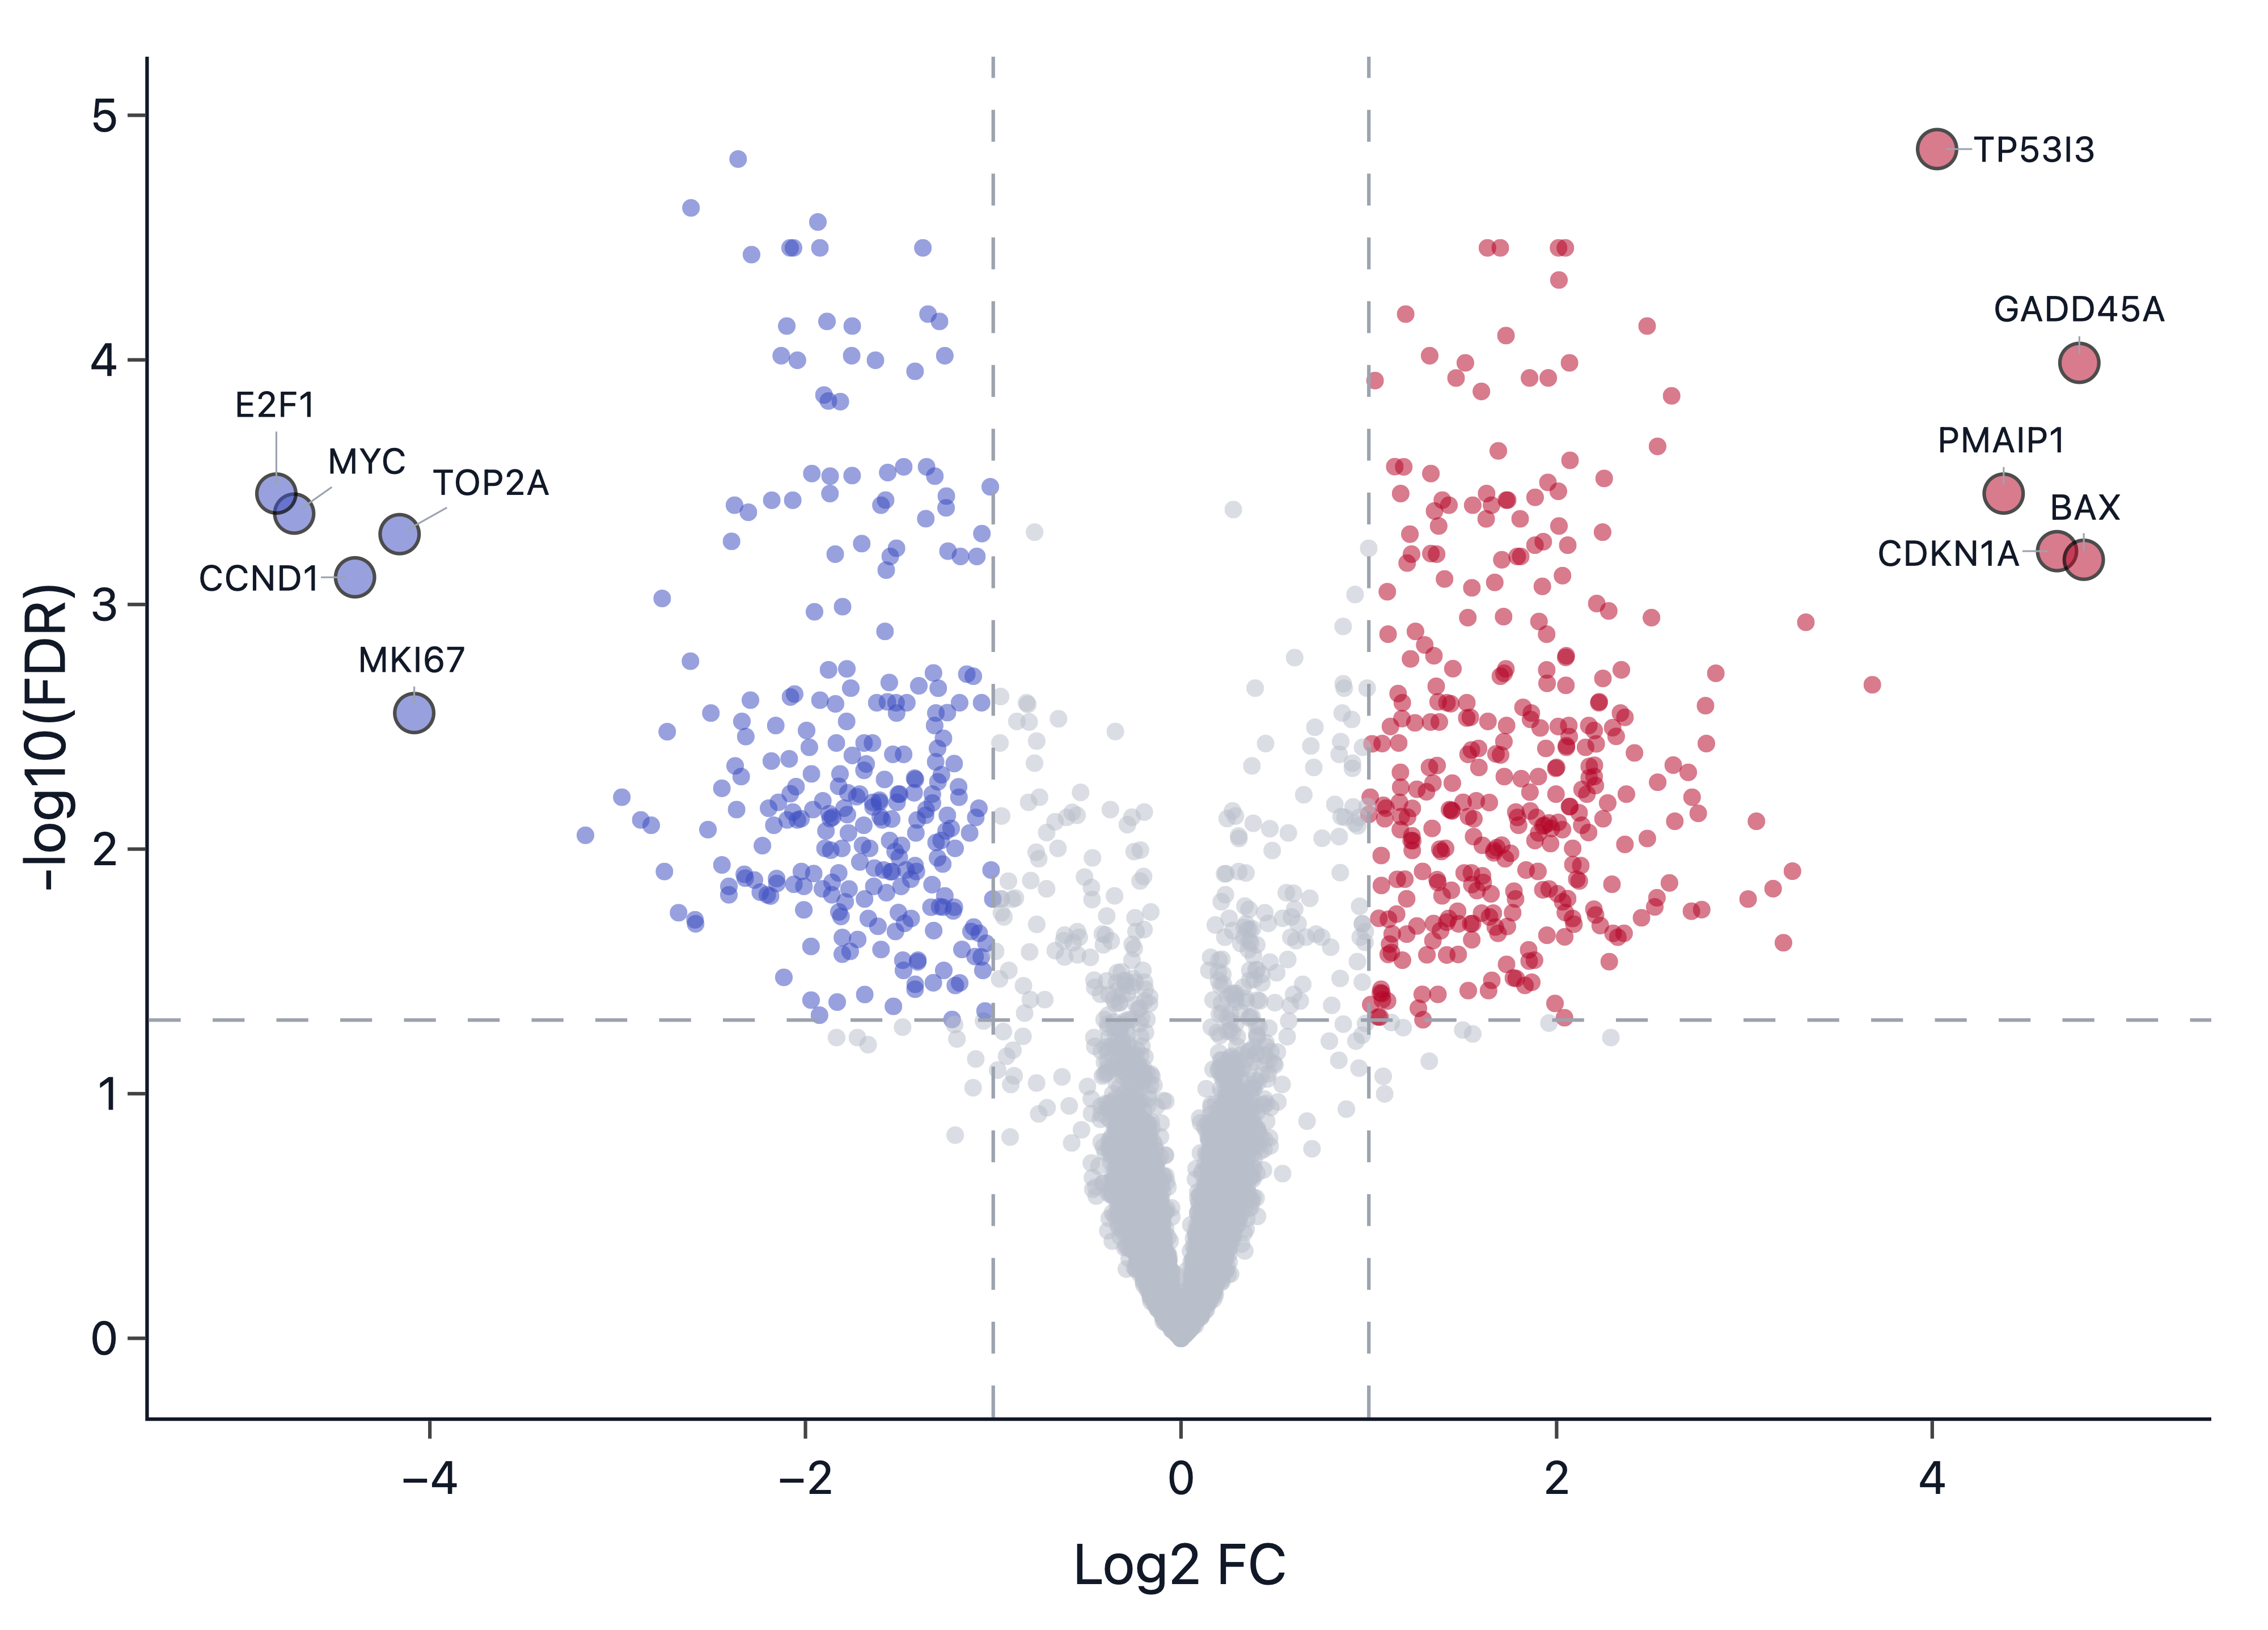 5
TP53I3
GADD45A
4
E2F1
PMAIP1
MYC
TOP2A
BAX
CDKN1A
CCND1
3
MKI67
-log10(FDR)
2
1
0
−4
−2
0
2
4
Log2 FC